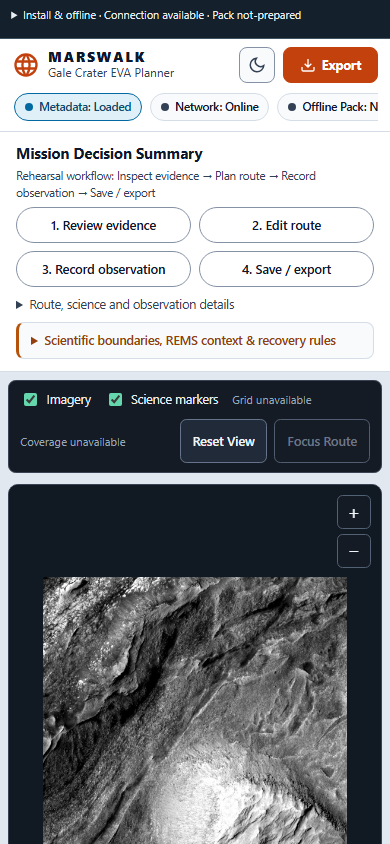 ▶ Install & offline · Connection available · Pack not-prepared
MARSWALK
Gale Crater EVA Planner
Export
Metadata: Loaded
Network: Online
Offline Pack: N
Mission Decision Summary
Rehearsal workflow: Inspect evidence → Plan route → Record
observation → Save / export
1. Review evidence
2. Edit route
3. Record observation
4. Save / export
▶ Route, science and observation details
▶ Scientific boundaries, REMS context & recovery rules
Imagery
Science markers
Grid unavailable
Coverage unavailable
Reset View
Focus Route
+
−